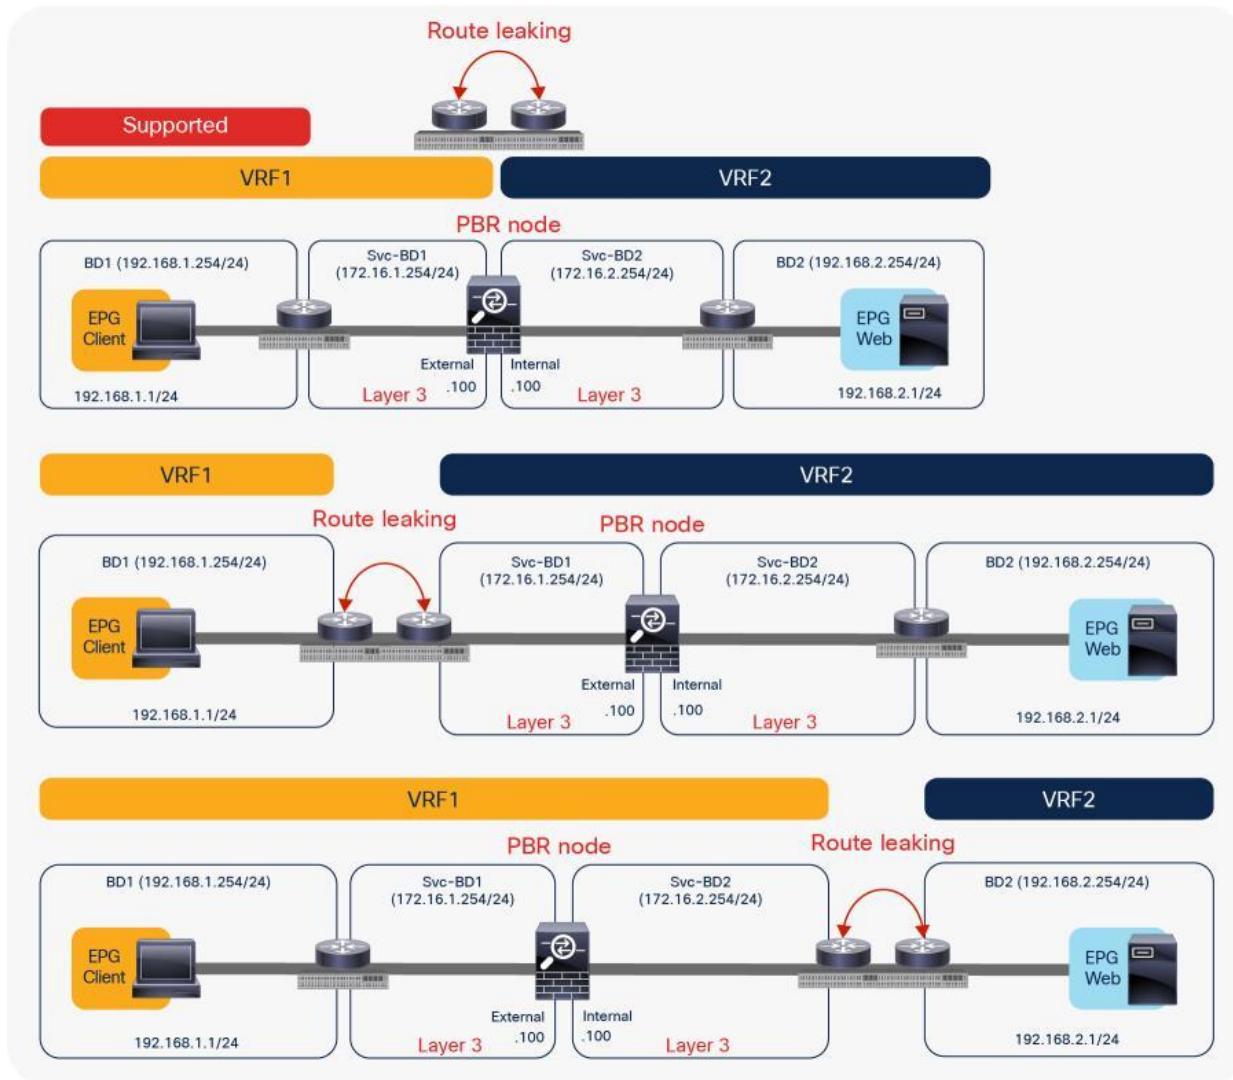 Route leaking
Supported
VRF1
VRF2
PBR node
BD1 (192.168.1.254/24)
Svc-BD1
(172.16.1.254/24)
Svc-BD2
(172.16.2.254/24)
BD2 (192.168.2.254/24)
EPG
Client
EPG
Web
External
.100
Internal
.100
192.168.1.1/24
Layer 3
Layer 3
192.168.2.1/24
VRF1
VRF2
Route leaking
PBR node
BD1 (192.168.1.254/24)
Svc-BD1
(172.16.1.254/24)
Svc-BD2
(172.16.2.254/24)
BD2 (192.168.2.254/24)
EPG
Client
EPG
Web
External
.100
Internal
.100
192.168.1.1/24
Layer 3
Layer 3
192.168.2.1/24
VRF1
VRF2
PBR node
Route leaking
BD1 (192.168.1.254/24)
Svc-BD1
(172.16.1.254/24)
Svc-BD2
(172.16.2.254/24)
BD2 (192.168.2.254/24)
EPG
Client
EPG
Web
External
.100
Internal
.100
192.168.1.1/24
Layer 3
Layer 3
192.168.2.1/24